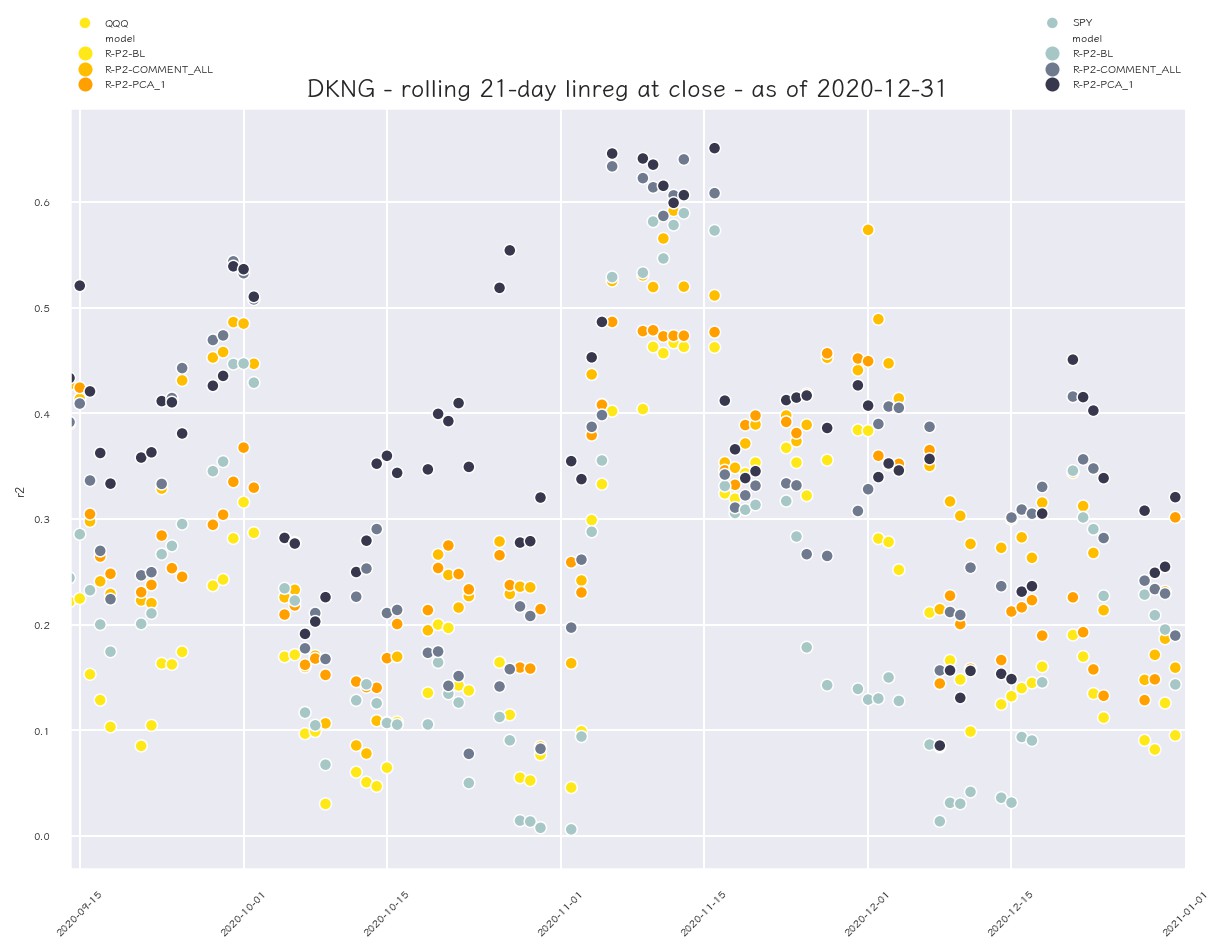 QQQ
model
R-P2-BL
R-P2-COMMENT_ALL
R-P2-PCA_1
SPY
model
R-P2-BL
R-P2-COMMENT_ALL
R-P2-PCA_1
DKNG - rolling 21-day linreg at close - as of 2020-12-31
0.6
0.5
0.4
0.3
0.2
0.1
0.0
r2
2020-09-15
2020-10-01
2020-10-15
2020-11-01
2020-11-15
2020-12-01
2020-12-15
2021-01-01